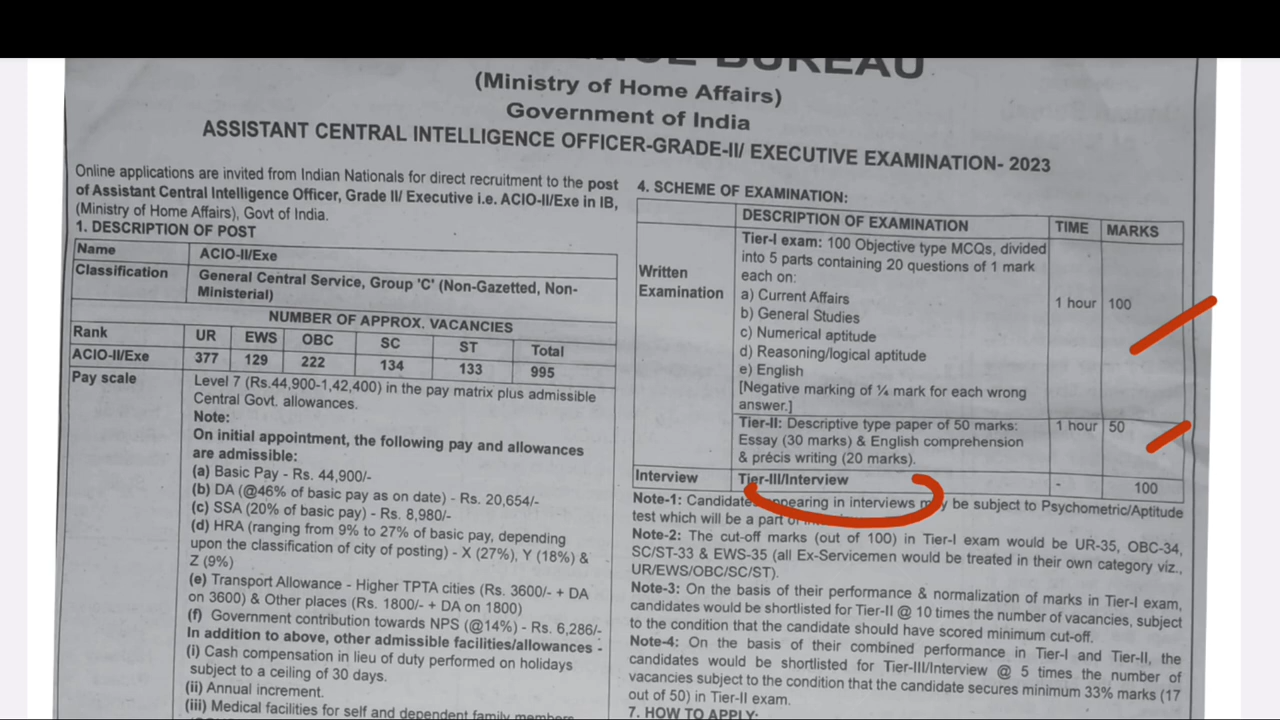 BUREAU
(Ministry of Home Affairs)
Government of India
ASSISTANT CENTRAL INTELLIGENCE OFFICER-GRADE-II/ EXECUTIVE EXAMINATION- 2023
Online applications are invited from Indian Nationals for direct recruitment to the post
of Assistant Central Intelligence Officer, Grade II/ Executive i.e. ACIO-II/Exe in IB,
(Ministry of Home Affairs), Govt of India.
1. DESCRIPTION OF POST
Name ACIO-II/Exe
Classification General Central Service, Group 'C' (Non-Gazetted, Non-
Ministerial)
NUMBER OF APPROX. VACANCIES
Rank UR EWS OBC SC ST Total
ACIO-II/Exe 377 129 222 134 133 995
Pay scale Level 7 (Rs.44,900-1,42,400) in the pay matrix plus admissible
Central Govt. allowances.
Note:
On initial appointment, the following pay and allowances
are admissible:
(a) Basic Pay - Rs. 44,900/-
(b) DA (@46% of basic pay as on date) - Rs. 20,654/-
(c) SSA (20% of basic pay) - Rs. 8,980/-
(d) HRA (ranging from 9% to 27% of basic pay, depending
upon the classification of city of posting) - X (27%), Y (18%) &
Z (9%)
(e) Transport Allowance - Higher TPTA cities (Rs. 3600/- + DA
on 3600) & Other places (Rs. 1800/- + DA on 1800)
(f) Government contribution towards NPS (@14%) - Rs. 6,286/-
In addition to above, other admissible facilities/allowances -
(i) Cash compensation in lieu of duty performed on holidays
subject to a ceiling of 30 days.
(ii) Annual increment.
(iii) Medical facilities for self and dependent family members
4. SCHEME OF EXAMINATION:
DESCRIPTION OF EXAMINATION TIME MARKS
Written
Examination
Tier-I exam: 100 Objective type MCQs, divided
into 5 parts containing 20 questions of 1 mark
each on:
a) Current Affairs
b) General Studies
c) Numerical aptitude
d) Reasoning/logical aptitude
e) English
[Negative marking of ¼ mark for each wrong
answer.]
1 hour 100
Tier-II: Descriptive type paper of 50 marks:
Essay (30 marks) & English comprehension
& précis writing (20 marks).
1 hour 50
Interview Tier-III/Interview - 100
Note-1: Candidates appearing in interviews may be subject to Psychometric/Aptitude
test which will be a part of
Note-2: The cut-off marks (out of 100) in Tier-I exam would be UR-35, OBC-34,
SC/ST-33 & EWS-35 (all Ex-Servicemen would be treated in their own category viz.,
UR/EWS/OBC/SC/ST).
Note-3: On the basis of their performance & normalization of marks in Tier-I exam,
candidates would be shortlisted for Tier-II @ 10 times the number of vacancies, subject
to the condition that the candidate should have scored minimum cut-off.
Note-4: On the basis of their combined performance in Tier-I and Tier-II, the
candidates would be shortlisted for Tier-III/Interview @ 5 times the number of
vacancies subject to the condition that the candidate secures minimum 33% marks (17
out of 50) in Tier-II exam.
7. HOW TO APPLY: